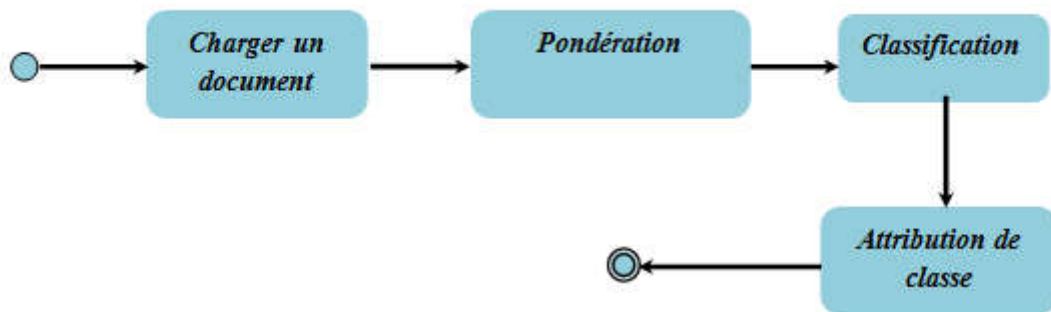 Charger un
document
Pondération
Classification
Attribution de
classe